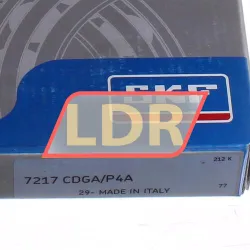 SKF
LDR
212 K
7217 CDGA/P4A
29- MADE IN ITALY
77